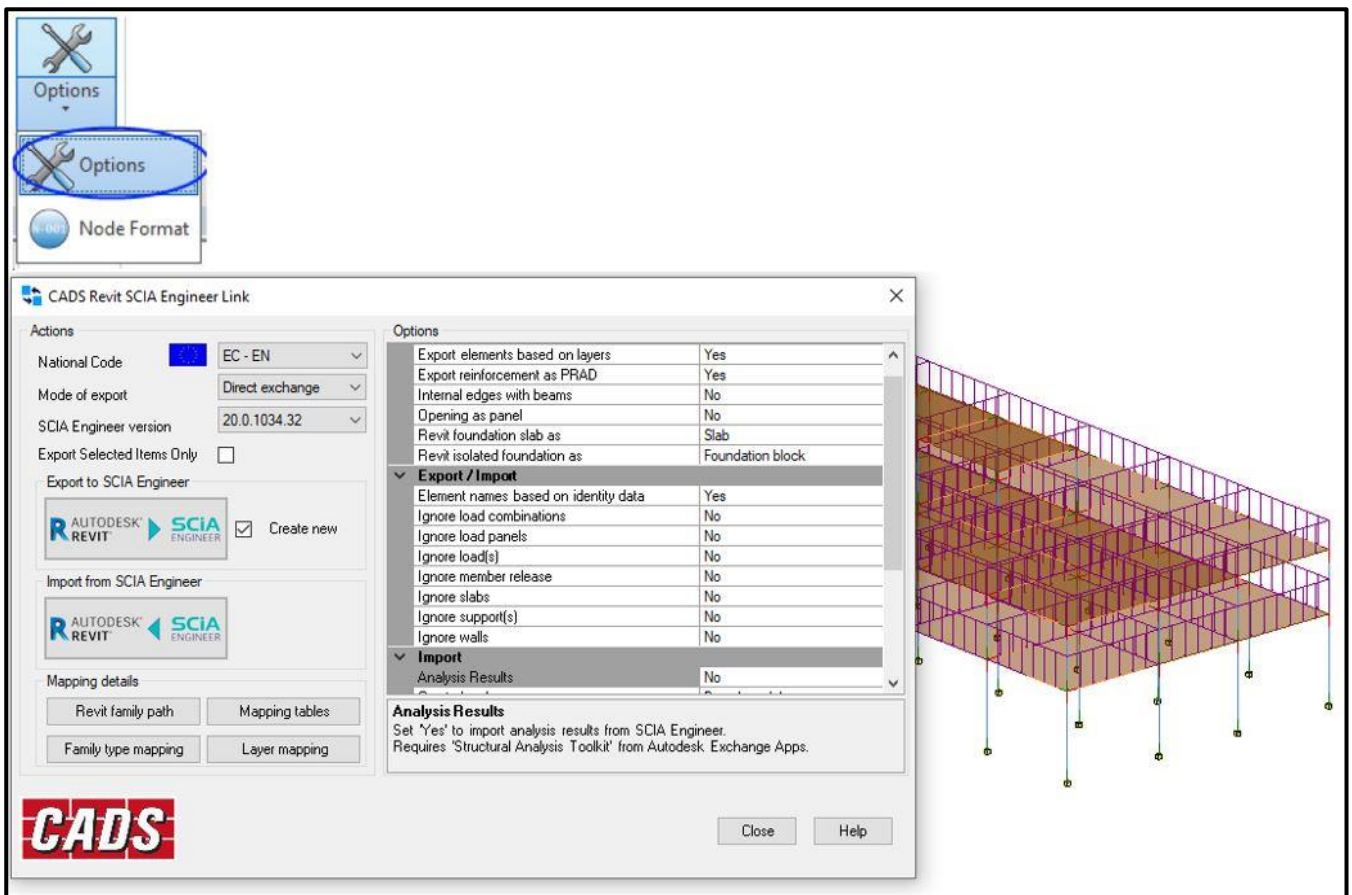 Options
Options
Node Format
CADS Revit SCIA Engineer Link
Actions
National Code EC - EN
Mode of export Direct exchange
SCIA Engineer version 20.0.1034.32
Export Selected Items Only
Export to SCIA Engineer
R AUTODESK® REVIT® SCiA ENGINEER Create new
Import from SCIA Engineer
R AUTODESK® REVIT® SCiA ENGINEER
Mapping details
Revit family path Mapping tables
Family type mapping Layer mapping
Options
Export elements based on layers Yes
Export reinforcement as PRAD Yes
Internal edges with beams No
Opening as panel No
Revit foundation slab as Slab
Revit isolated foundation as Foundation block
Export / Import
Element names based on identity data Yes
Ignore load combinations No
Ignore load panels No
Ignore load(s) No
Ignore member release No
Ignore slabs No
Ignore support(s) No
Ignore walls No
Import
Analysis Results No
Analysis Results
Set 'Yes' to import analysis results from SCIA Engineer.
Requires 'Structural Analysis Toolkit' from Autodesk Exchange Apps.
CADS
Close Help